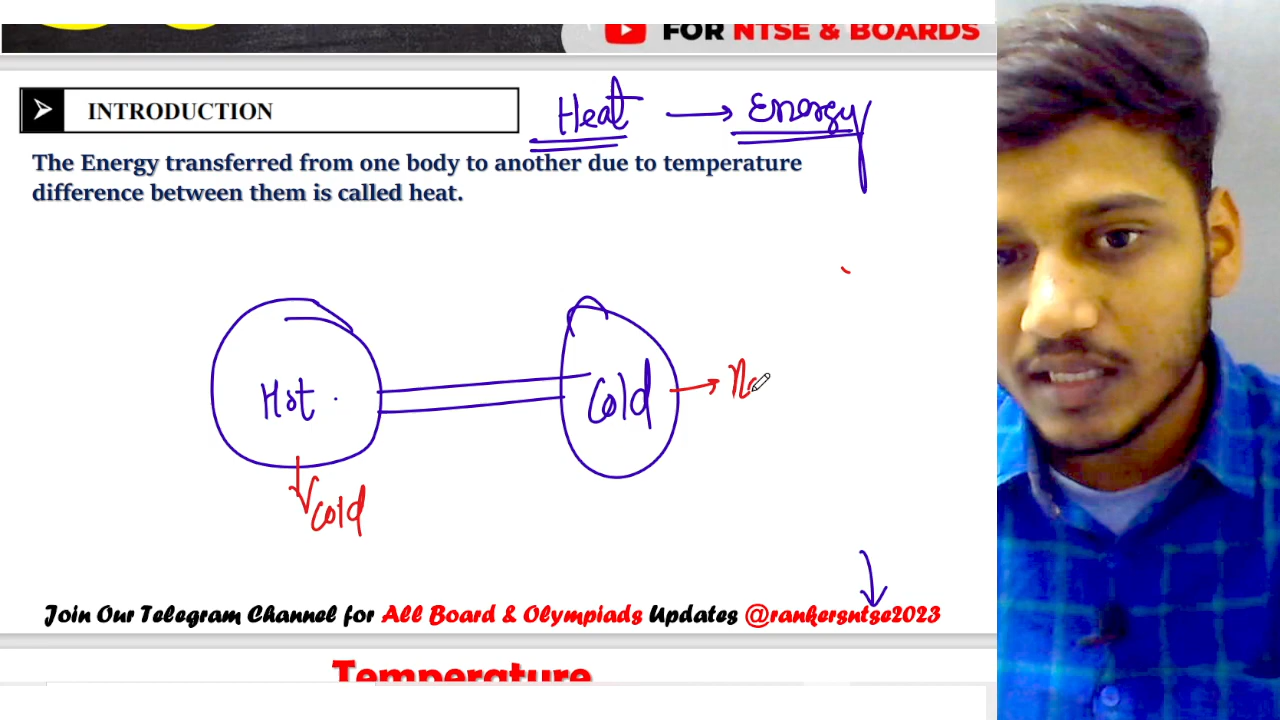 FOR NTSE & BOARDS
INTRODUCTION
Heat → Energy
The Energy transferred from one body to another due to temperature
difference between them is called heat.
Hot
Cold
Cold
Join Our Telegram Channel for All Board & Olympiads Updates @rankersntse2023
Temperature